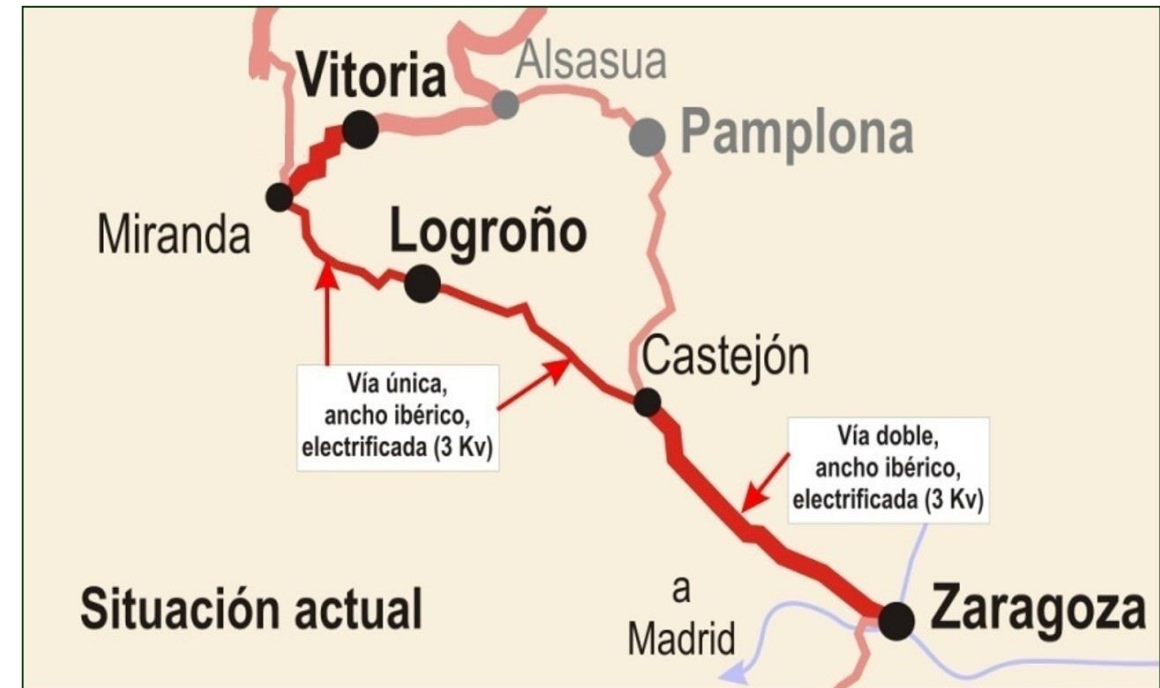 Vitoria
Alsasua
Pamplona
Miranda
Logroño
Castejón
Vía única,
ancho ibérico,
electrificada (3 Kv)
Vía doble,
ancho ibérico,
electrificada (3 Kv)
Situación actual
a
Madrid
Zaragoza